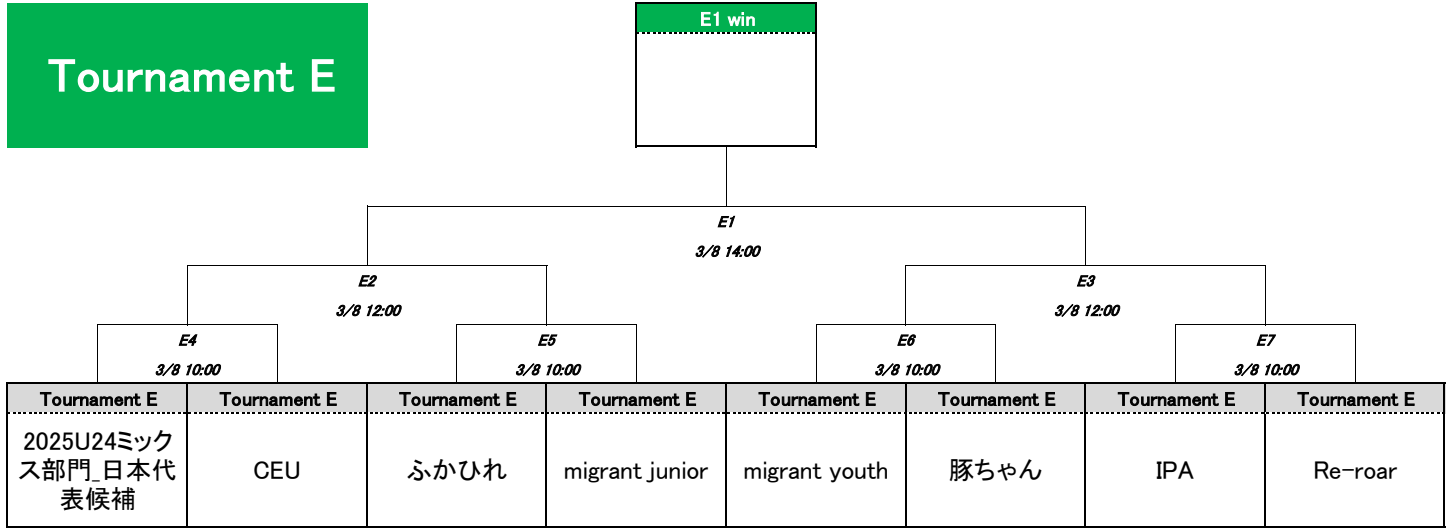 Tournament E
E1 win
E1
3/8 14:00
E2
E3
3/8 12:00
3/8 12:00
E4
E5
E6
E7
3/8 10:00
3/8 10:00
3/8 10:00
3/8 10:00
Tournament E
Tournament E
Tournament E
Tournament E
Tournament E
Tournament E
Tournament E
Tournament E
2025U24ミック
ス部門_日本代
表候補
CEU
ふかひれ
migrant junior
migrant youth
豚ちゃん
IPA
Re-roar